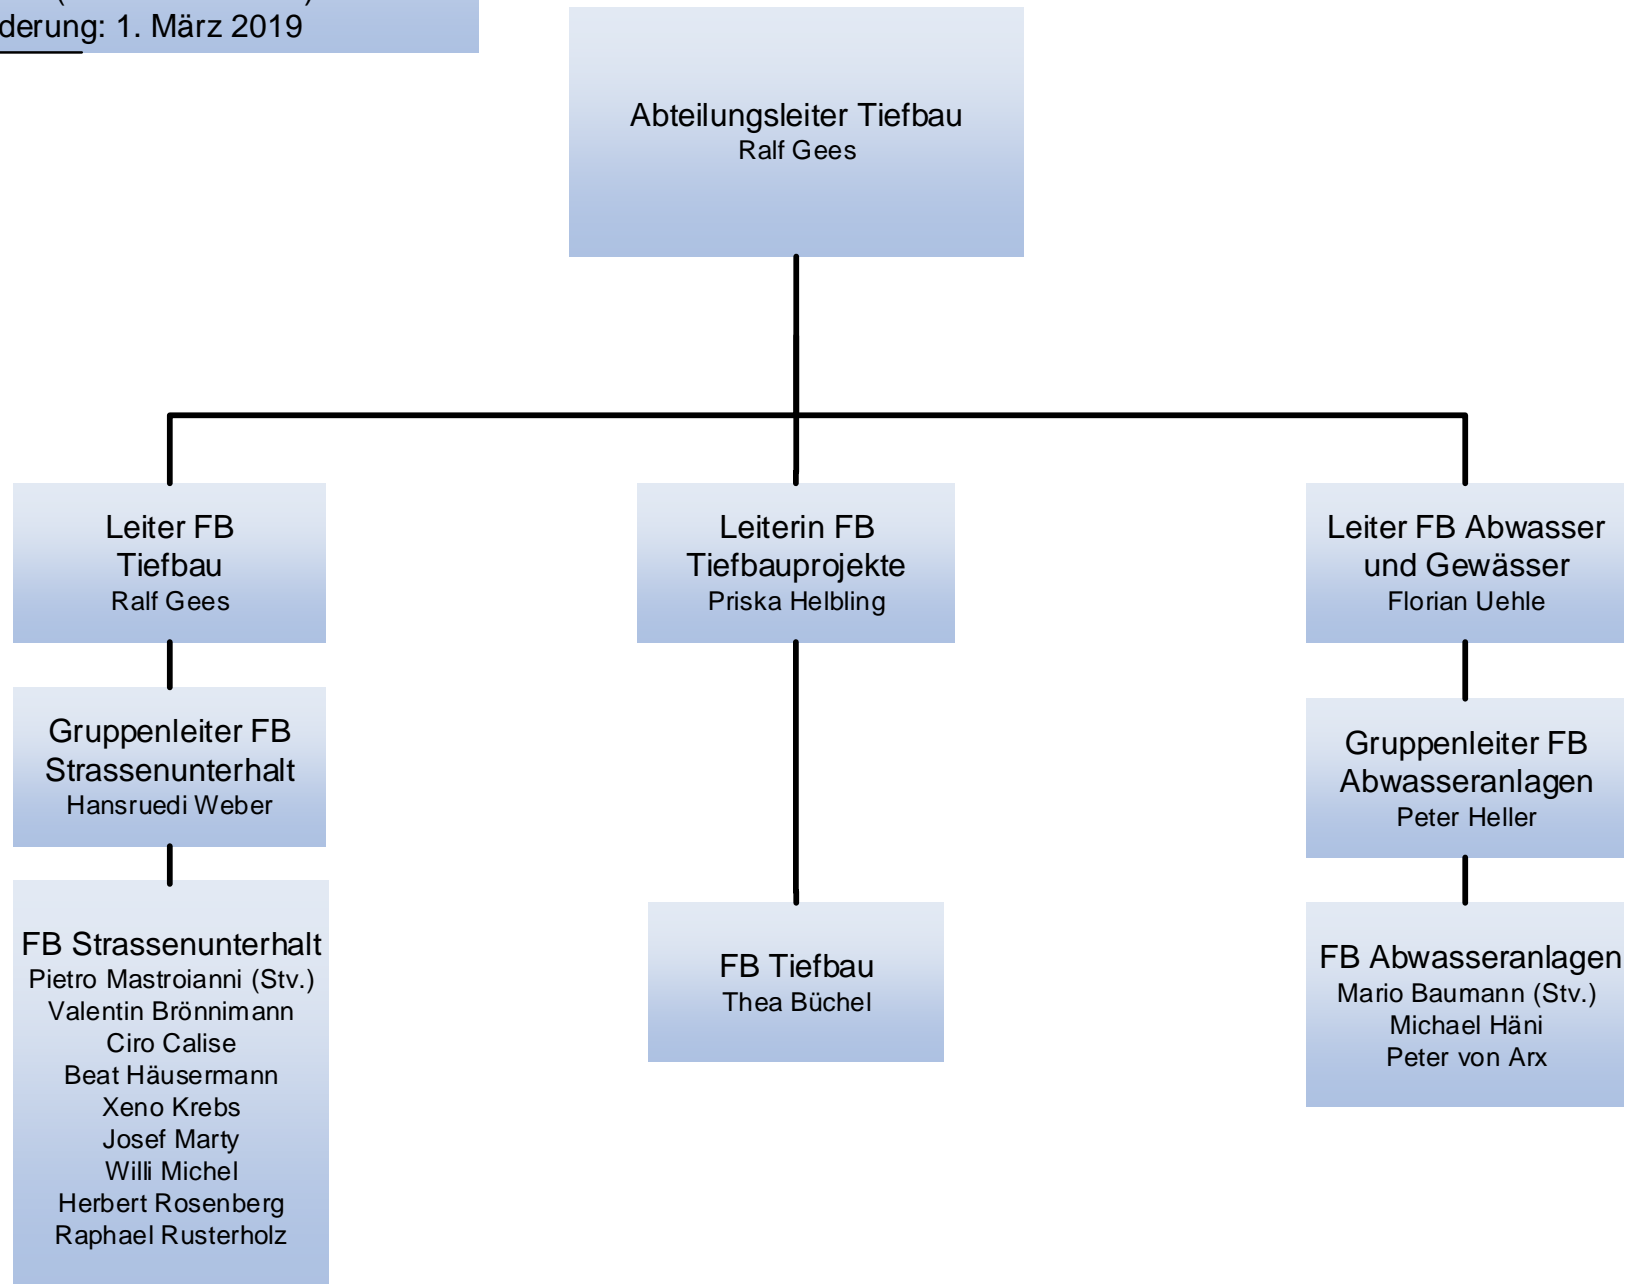 derung: 1. März 2019
Abteilungsleiter Tiefbau
Ralf Gees
Leiter FB
Tiefbau
Ralf Gees
Leiterin FB
Tiefbauprojekte
Priska Helbling
Leiter FB Abwasser
und Gewässer
Florian Uehle
Gruppenleiter FB
Strassenunterhalt
Hansruedi Weber
Gruppenleiter FB
Abwasseranlagen
Peter Heller
FB Strassenunterhalt
Pietro Mastroianni (Stv.)
Valentin Brönnimann
Ciro Calise
Beat Häusermann
Xeno Krebs
Josef Marty
Willi Michel
Herbert Rosenberg
Raphael Rusterholz
FB Tiefbau
Thea Büchel
FB Abwasseranlagen
Mario Baumann (Stv.)
Michael Häni
Peter von Arx